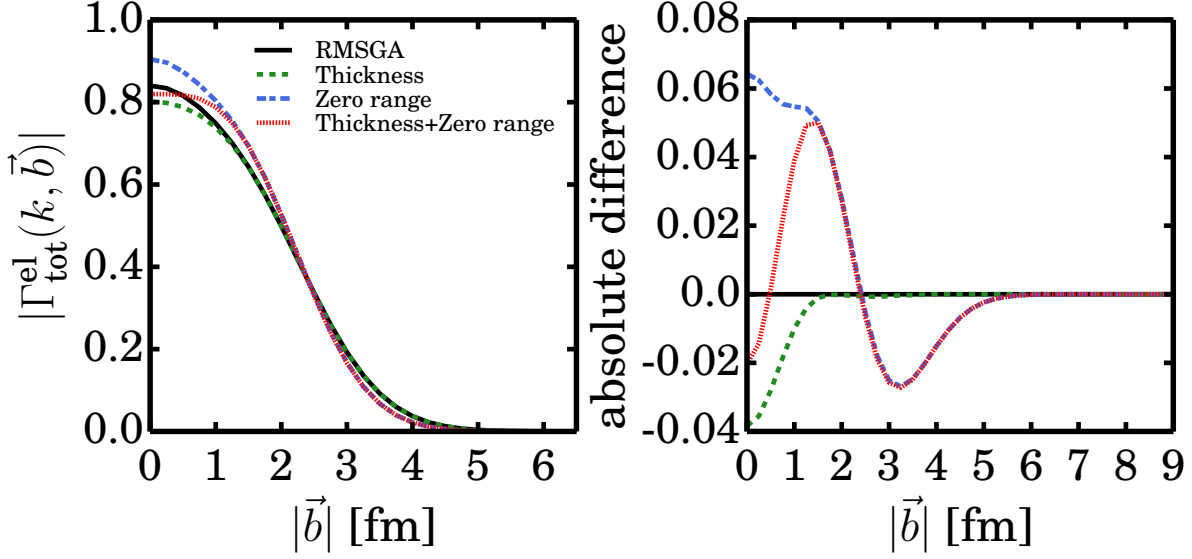 |Γ^el_tot(k, b⃗)|
1.0
0.8
0.6
0.4
0.2
0.0
RMSGA
Thickness
Zero range
Thickness+Zero range
0 1 2 3 4 5 6
|b⃗| [fm]
absolute difference
0.08
0.06
0.04
0.02
0.0
-0.02
-0.04
0 1 2 3 4 5 6 7 8 9
|b⃗| [fm]